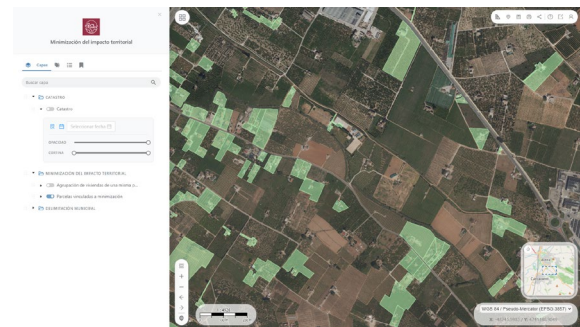 Minimización del impacto territorial
Capas
Buscar capa
CATASTRO
Catastro
Seleccionar fecha
OPACIDAD
ESCALAS
MINIMIZACIÓN DEL IMPACTO TERRITORIAL
Agrupación de viviendas de una misma p...
Parcelas vinculadas a minimización
DELIMITACIÓN MUNICIPAL
WGS 84 / Pseudo-Mercator (EPSG:3857)